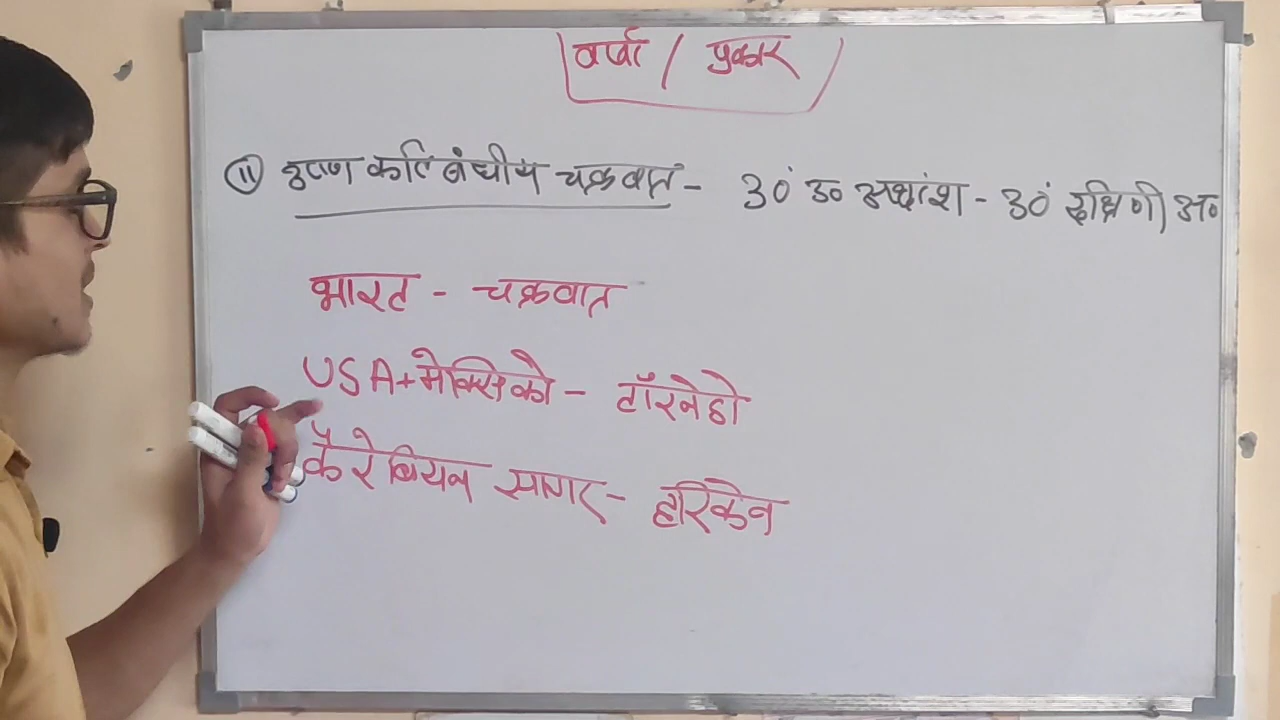 वर्षा / प्रकार
(ii) उष्ण कटिबंधीय चक्रवात - 30° उ० अक्षांश - 30° दक्षिणी अ०
भारत - चक्रवात
USA+मेक्सिको - टॉरनेडो
कैरेबियन सागर - हरिकेन